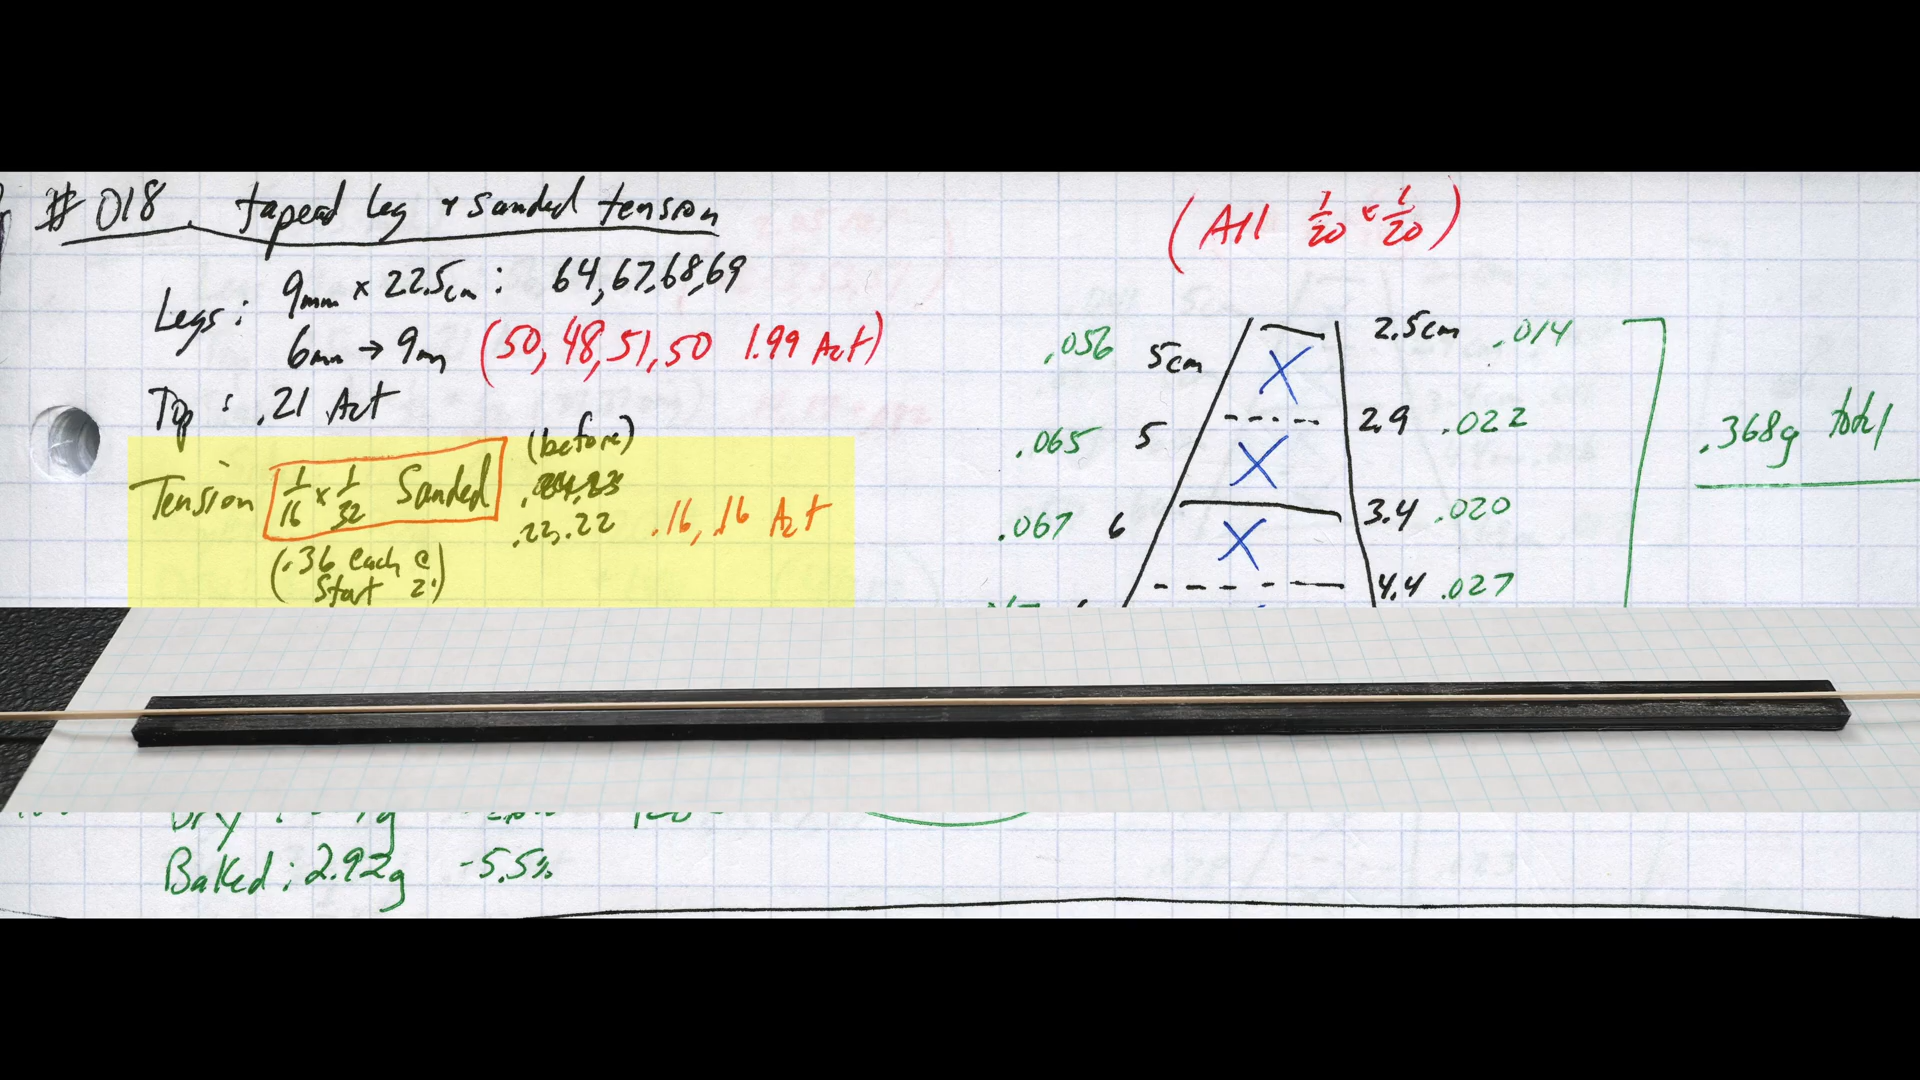 #018. tapered leg & sanded tension
Legs: 9mm x 22.5cm: 64,67,68,69
6mm → 9m (50,48,51,50 1.99 Act)
Top: .21 Act
Tension 1/16 x 1/32 Sanded (before)
.22,.22 .16,.16 Act
(.36 each @
Start
Baked: 2.92g -5.5%
(All 1/20 x 1/20)
.056 5cm 2.5cm .014
.065 5 2.9 .022
.067 6 3.4 .020
4.4 .027
.368g total